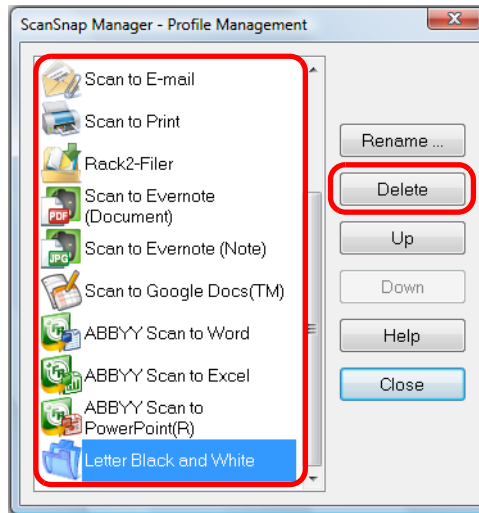 ScanSnap Manager - Profile Management
Scan to E-mail
Scan to Print
Rack2-Filer
PDF
Scan to Evernote
(Document)
JPG
Scan to Evernote (Note)
Scan to Google Docs(TM)
ABBYY Scan to Word
ABBYY Scan to Excel
ABBYY Scan to
PowerPoint(R)
Letter Black and White
Rename ...
Delete
Up
Down
Help
Close